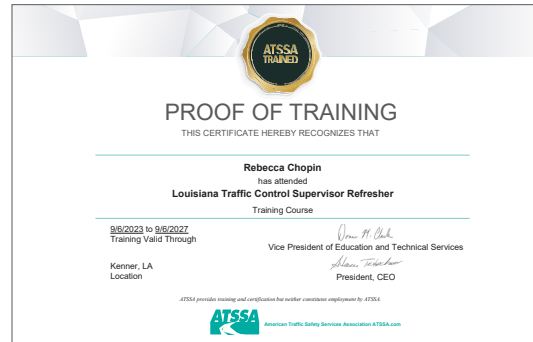 ATSSA
TRAINED
PROOF OF TRAINING
THIS CERTIFICATE HEREBY RECOGNIZES THAT
Rebecca Chopin
has attended
Louisiana Traffic Control Supervisor Refresher
Training Course
9/6/2023 to 9/6/2027
Training Valid Through
Vice President of Education and Technical Services
Kenner, LA
Location
President, CEO
ATSSA provides training and certification but neither constitutes employment by ATSSA.
ATSSA
American Traffic Safety Services Association ATSSA.com